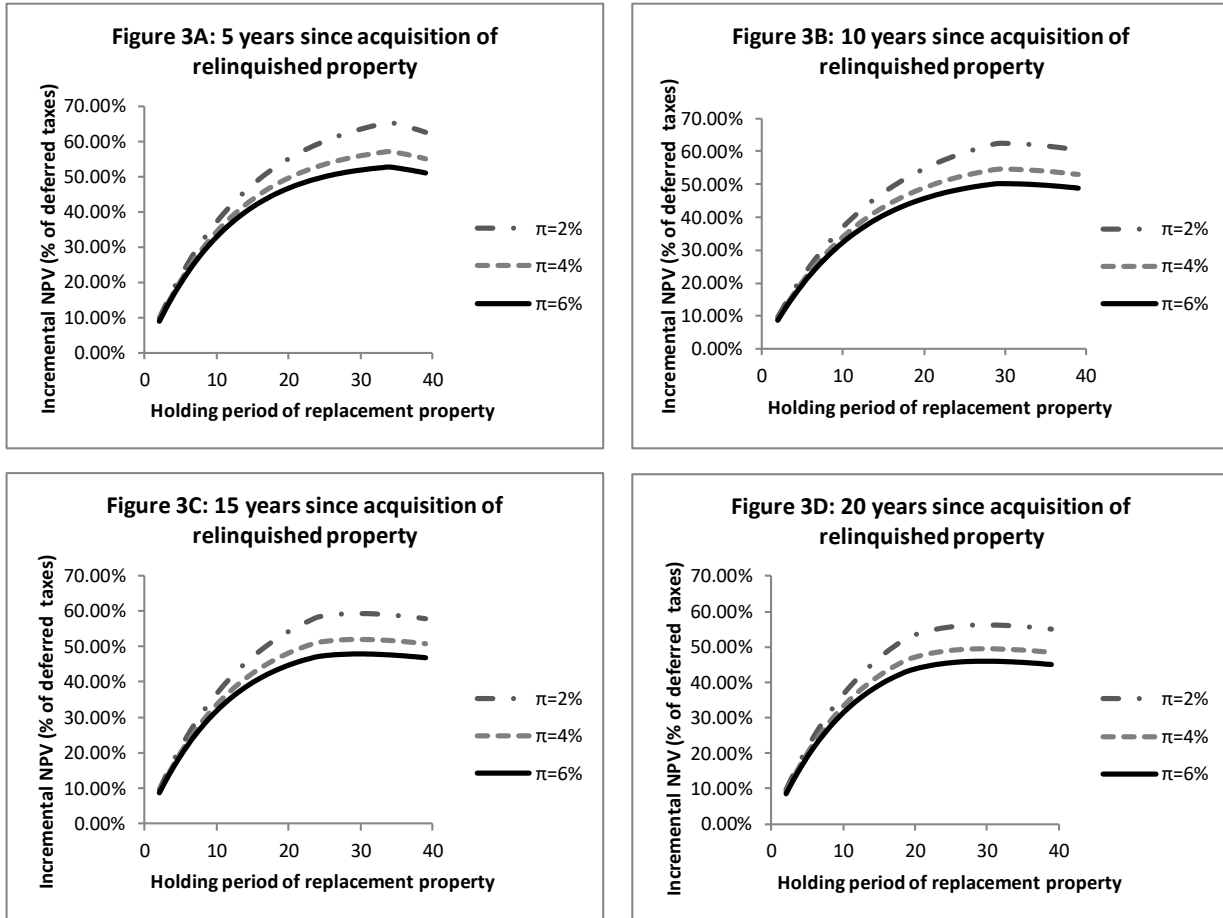 Figure 3A: 5 years since acquisition of
relinquished property
Incremental NPV (% of deferred taxes)
70.00%
60.00%
50.00%
40.00%
30.00%
20.00%
10.00%
0.00%
0 10 20 30 40
Holding period of replacement property
π=2%
π=4%
π=6%
Figure 3B: 10 years since acquisition of
relinquished property
Incremental NPV (% of deferred taxes)
70.00%
60.00%
50.00%
40.00%
30.00%
20.00%
10.00%
0.00%
0 10 20 30 40
Holding period of replacement property
π=2%
π=4%
π=6%
Figure 3C: 15 years since acquisition of
relinquished property
Incremental NPV (% of deferred taxes)
70.00%
60.00%
50.00%
40.00%
30.00%
20.00%
10.00%
0.00%
0 10 20 30 40
Holding period of replacement property
π=2%
π=4%
π=6%
Figure 3D: 20 years since acquisition of
relinquished property
Incremental NPV (% of deferred taxes)
70.00%
60.00%
50.00%
40.00%
30.00%
20.00%
10.00%
0.00%
0 10 20 30 40
Holding period of replacement property
π=2%
π=4%
π=6%